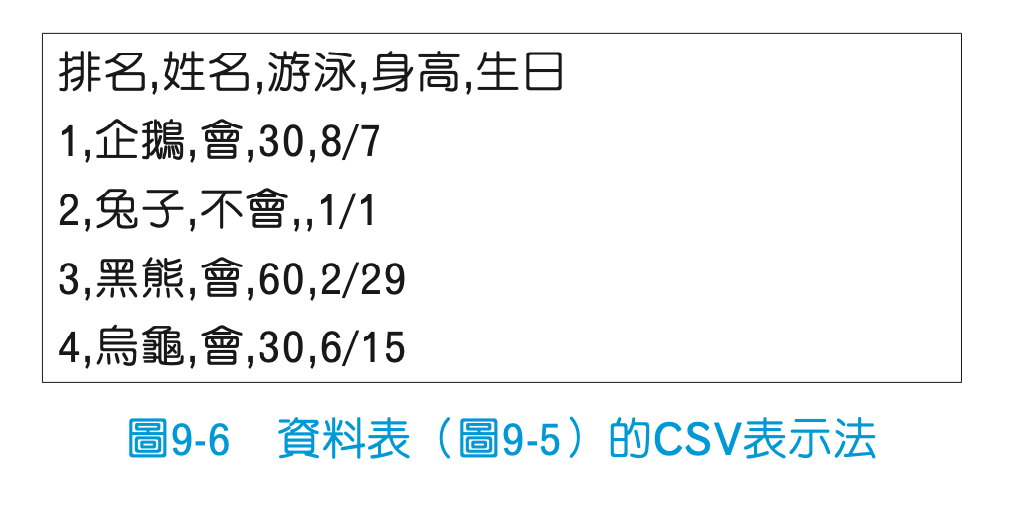 排名,姓名,游泳,身高,生日
1,企鵝,會,30,8/7
2,兔子,不會,,1/1
3,黑熊,會,60,2/29
4,烏龜,會,30,6/15
圖9-6　資料表（圖9-5）的CSV表示法